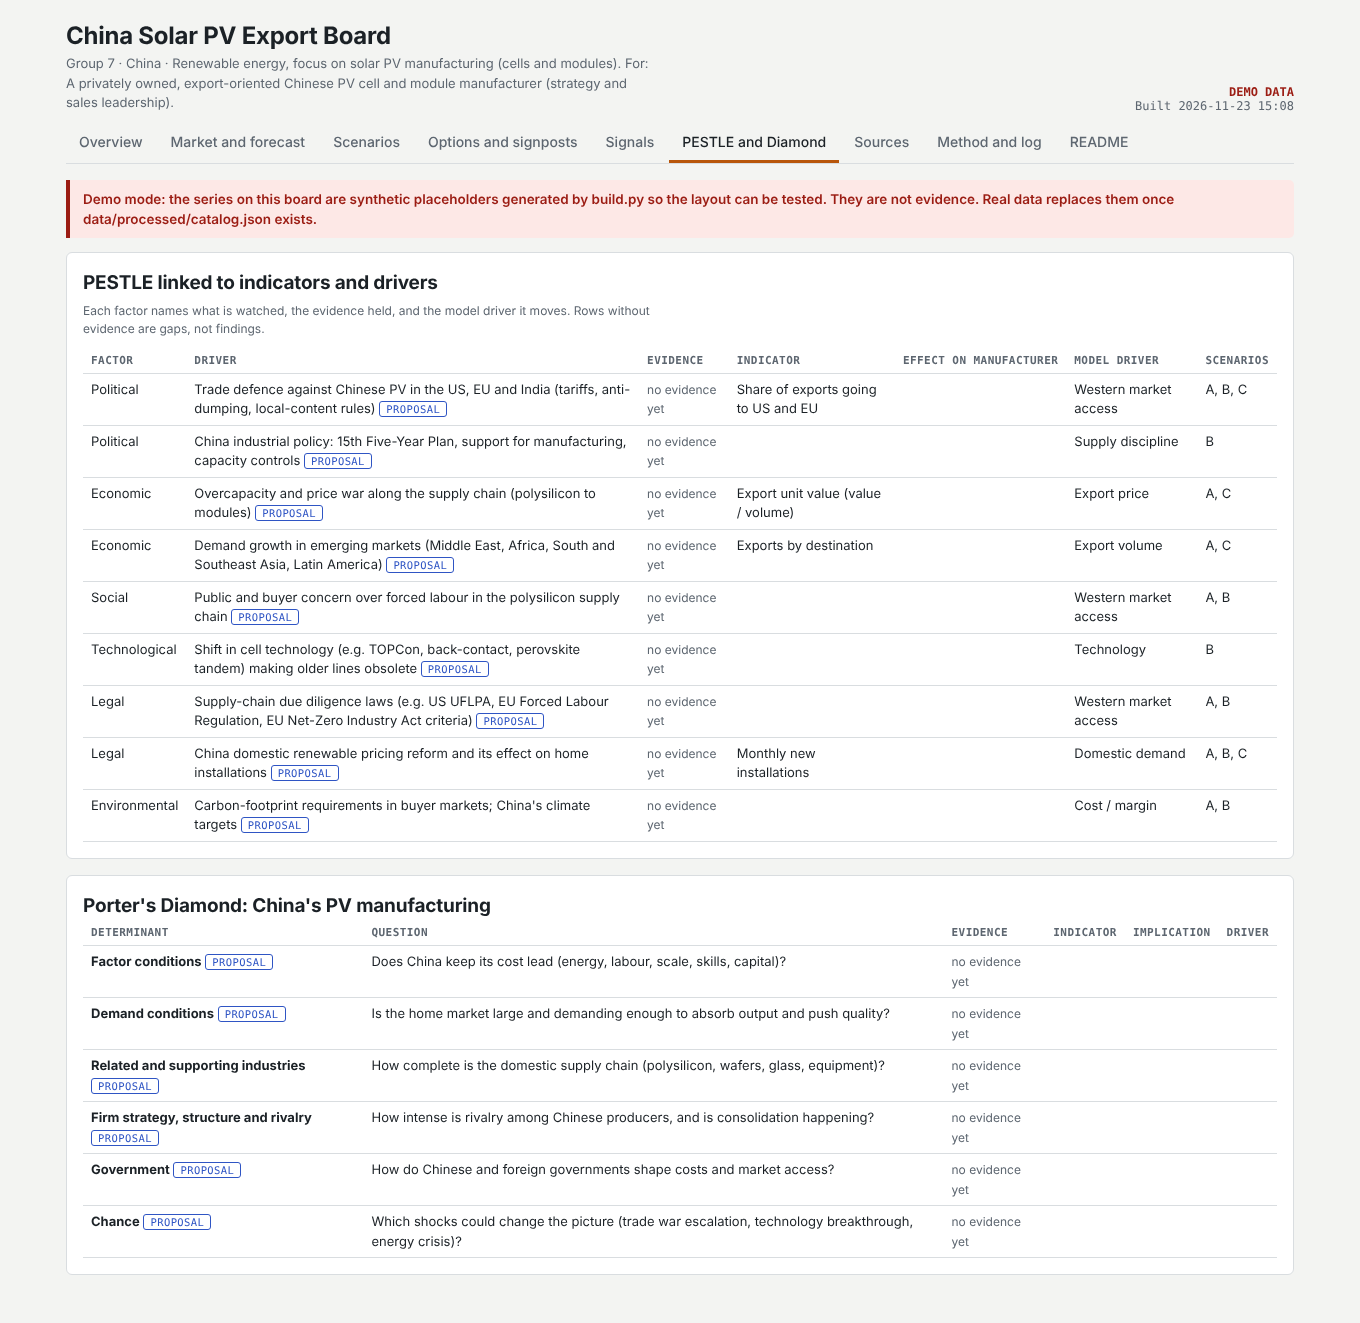 China Solar PV Export Board
Group 7 · China · Renewable energy, focus on solar PV manufacturing (cells and modules). For:
A privately owned, export-oriented Chinese PV cell and module manufacturer (strategy and
sales leadership).
DEMO DATA
Built 2026-11-23 15:08
Overview Market and forecast Scenarios Options and signposts Signals PESTLE and Diamond Sources Method and log README
Demo mode: the series on this board are synthetic placeholders generated by build.py so the layout can be tested. They are not evidence. Real data replaces them once
data/processed/catalog.json exists.
PESTLE linked to indicators and drivers
Each factor names what is watched, the evidence held, and the model driver it moves. Rows without
evidence are gaps, not findings.
FACTOR DRIVER EVIDENCE INDICATOR EFFECT ON MANUFACTURER MODEL DRIVER SCENARIOS
Political Trade defence against Chinese PV in the US, EU and India (tariffs, anti- no evidence Share of exports going Western market A, B, C
dumping, local-content rules) PROPOSAL yet to US and EU access
Political China industrial policy: 15th Five-Year Plan, support for manufacturing, no evidence Supply discipline B
capacity controls PROPOSAL yet
Economic Overcapacity and price war along the supply chain (polysilicon to no evidence Export unit value (value Export price A, C
modules) PROPOSAL yet / volume)
Economic Demand growth in emerging markets (Middle East, Africa, South and no evidence Exports by destination Export volume A, C
Southeast Asia, Latin America) PROPOSAL yet
Social Public and buyer concern over forced labour in the polysilicon supply no evidence Western market A, B
chain PROPOSAL yet access
Technological Shift in cell technology (e.g. TOPCon, back-contact, perovskite no evidence Technology B
tandem) making older lines obsolete PROPOSAL yet
Legal Supply-chain due diligence laws (e.g. US UFLPA, EU Forced Labour no evidence Western market A, B
Regulation, EU Net-Zero Industry Act criteria) PROPOSAL yet access
Legal China domestic renewable pricing reform and its effect on home no evidence Monthly new Domestic demand A, B, C
installations PROPOSAL yet installations
Environmental Carbon-footprint requirements in buyer markets; China's climate no evidence Cost / margin A, B
targets PROPOSAL yet
Porter's Diamond: China's PV manufacturing
DETERMINANT QUESTION EVIDENCE INDICATOR IMPLICATION DRIVER
Factor conditions PROPOSAL Does China keep its cost lead (energy, labour, scale, skills, capital)? no evidence
yet
Demand conditions PROPOSAL Is the home market large and demanding enough to absorb output and push quality? no evidence
yet
Related and supporting industries How complete is the domestic supply chain (polysilicon, wafers, glass, equipment)? no evidence
PROPOSAL yet
Firm strategy, structure and rivalry How intense is rivalry among Chinese producers, and is consolidation happening? no evidence
PROPOSAL yet
Government PROPOSAL How do Chinese and foreign governments shape costs and market access? no evidence
yet
Chance PROPOSAL Which shocks could change the picture (trade war escalation, technology breakthrough, no evidence
energy crisis)? yet